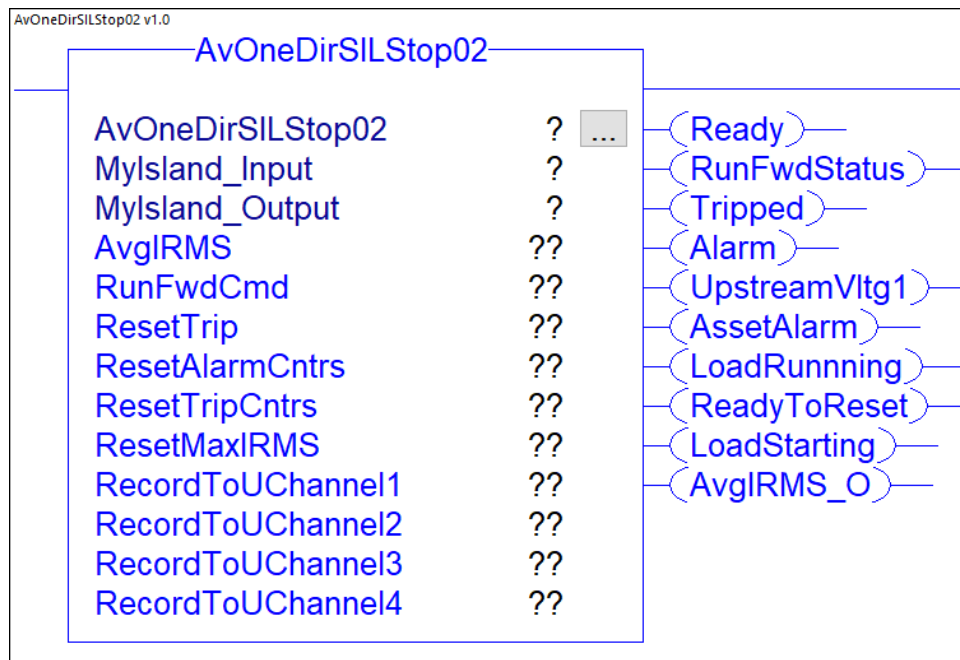 AvOneDirSILStop02 v1.0
AvOneDirSILStop02
AvOneDirSILStop02 ? ... Ready
MyIsland_Input ? RunFwdStatus
MyIsland_Output ? Tripped
AvgIRMS ?? Alarm
RunFwdCmd ?? UpstreamVltg1
ResetTrip ?? AssetAlarm
ResetAlarmCntrs ?? LoadRunnning
ResetTripCntrs ?? ReadyToReset
ResetMaxIRMS ?? LoadStarting
RecordToUChannel1 ?? AvgIRMS_O
RecordToUChannel2 ??
RecordToUChannel3 ??
RecordToUChannel4 ??